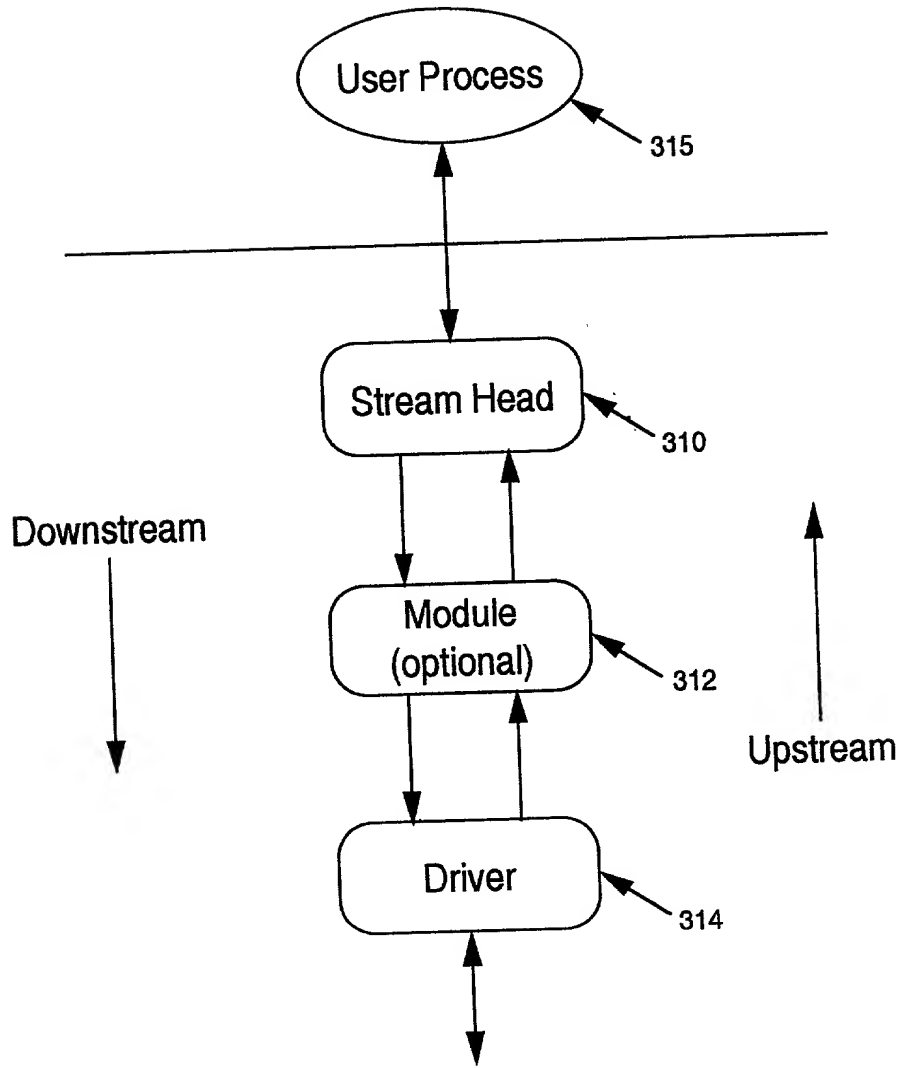 User Process
315
Stream Head
310
Downstream
Module
(optional)
312
Upstream
Driver
314